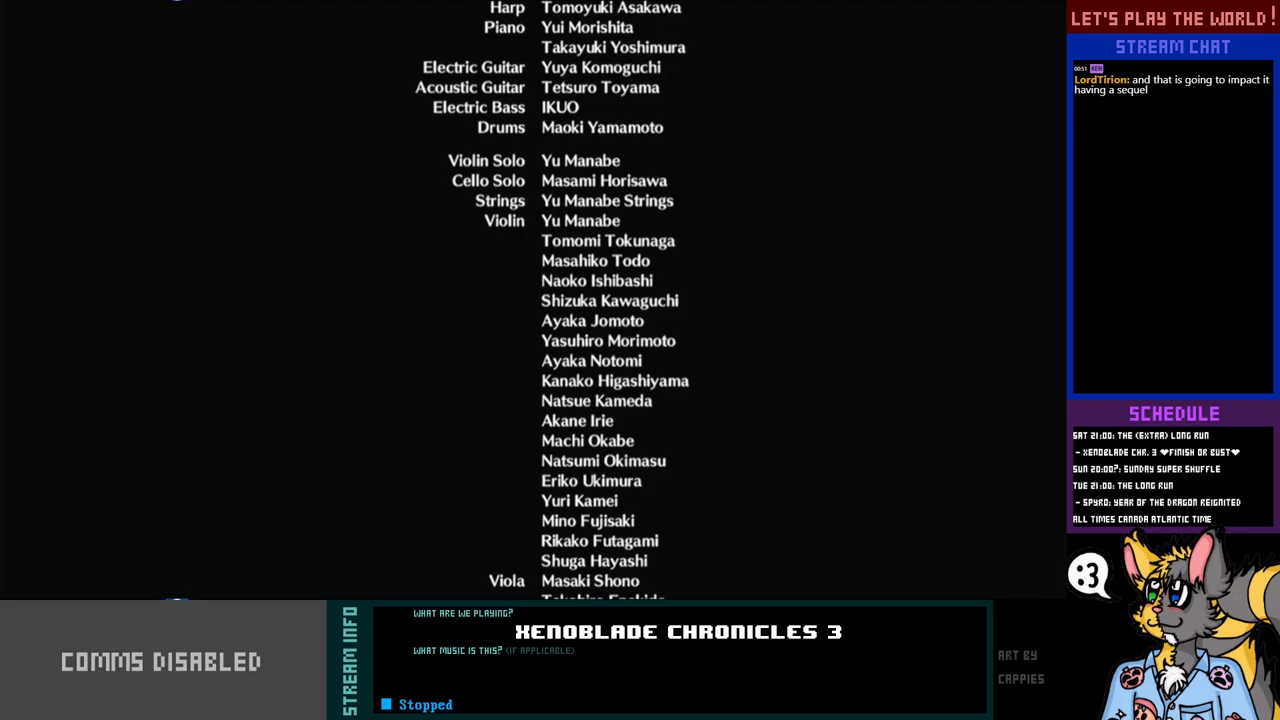 Harp Tomoyuki Asakawa
Piano Yui Morishita
Takayuki Yoshimura
Electric Guitar Yuya Komoguchi
Acoustic Guitar Tetsuro Toyama
Electric Bass IKUO
Drums Maoki Yamamoto
Violin Solo Yu Manabe
Cello Solo Masami Horisawa
Strings Yu Manabe Strings
Violin Yu Manabe
Tomomi Tokunaga
Masahiko Todo
Naoko Ishibashi
Shizuka Kawaguchi
Ayaka Jomoto
Yasuhiro Morimoto
Ayaka Notomi
Kanako Higashiyama
Natsue Kameda
Akane Irie
Machi Okabe
Natsumi Okimasu
Eriko Ukimura
Yuri Kamei
Mino Fujisaki
Rikako Futagami
Shuga Hayashi
Viola Masaki Shono
LET'S PLAY THE WORLD!
STREAM CHAT
00:51 NEW
LordTirion: and that is going to impact it
having a sequel
SCHEDULE
SAT 21:00: THE (EXTRA) LONG RUN
- XENOBLADE CHR. 3 ♥FINISH OR BUST♥
SUN 20:00?: SUNDAY SUPER SHUFFLE
TUE 21:00: THE LONG RUN
- SPYRO: YEAR OF THE DRAGON REIGNITED
ALL TIMES CANADA ATLANTIC TIME
:3
COMMS DISABLED
STREAM INFO
WHAT ARE WE PLAYING?
XENOBLADE CHRONICLES 3
WHAT MUSIC IS THIS? (IF APPLICABLE)
Stopped
ART BY
CAPPIES